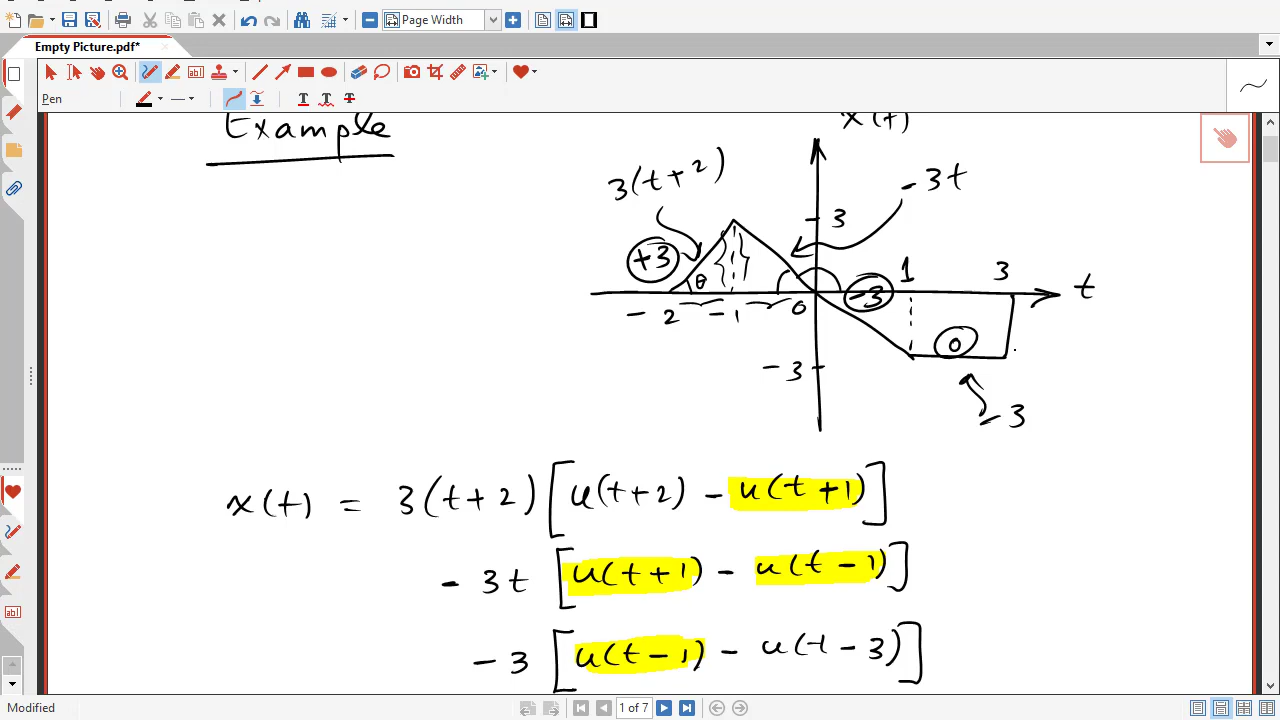 Page Width
Empty Picture.pdf*
Pen
Example
x(t)
3(t+2)
-3t
3
+3
θ
-3
1
3
t
-2
-1
0
0
-3
-3
x(t) = 3(t+2)[u(t+2) - u(t+1)]
- 3t [u(t+1) - u(t-1)]
- 3 [u(t-1) - u(t-3)]
Modified
1 of 7